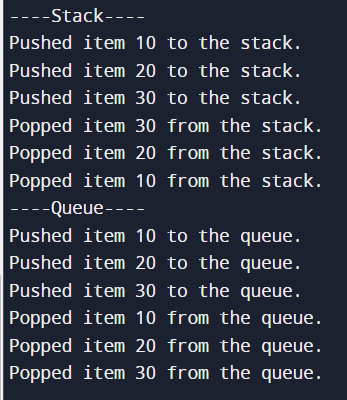 ----Stack----
Pushed item 10 to the stack.
Pushed item 20 to the stack.
Pushed item 30 to the stack.
Popped item 30 from the stack.
Popped item 20 from the stack.
Popped item 10 from the stack.
----Queue----
Pushed item 10 to the queue.
Pushed item 20 to the queue.
Pushed item 30 to the queue.
Popped item 10 from the queue.
Popped item 20 from the queue.
Popped item 30 from the queue.